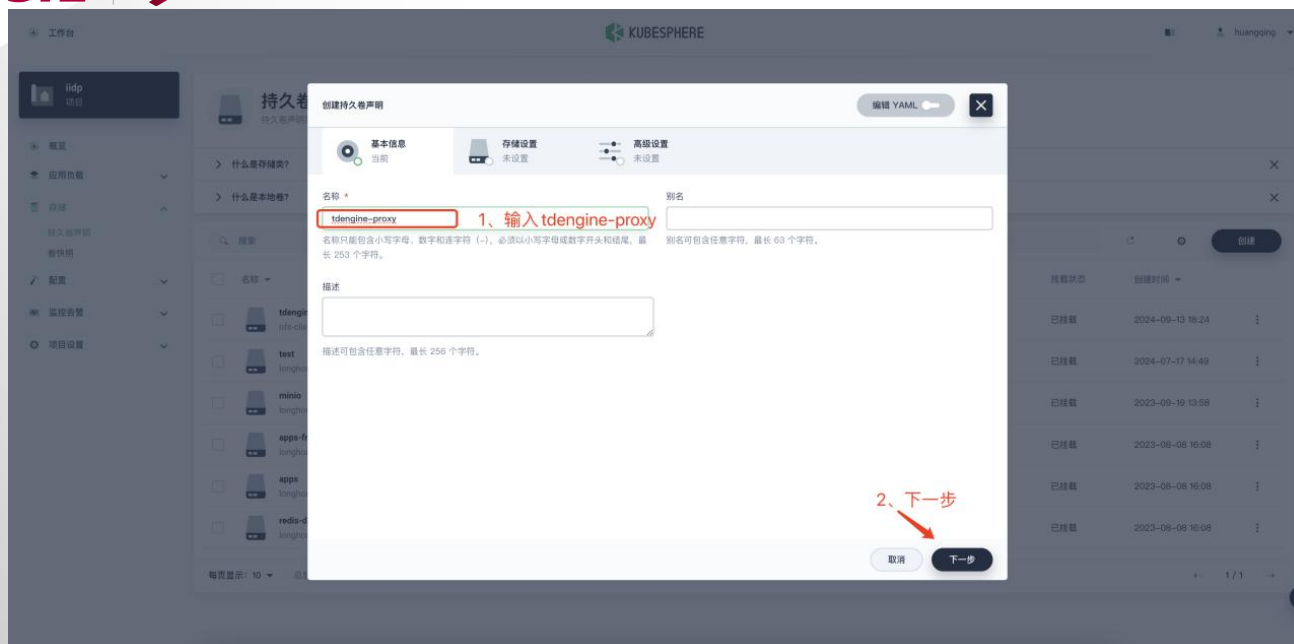 工作台
KUBESPHERE
huangqing
iidp
项目
持久卷
持久卷声明
创建持久卷声明
编辑 YAML
基本信息
当前
存储设置
未设置
高级设置
未设置
概览
应用负载
存储
持久卷声明
卷快照
配置
监控告警
项目设置
什么是存储类?
什么是本地卷?
名称 *
别名
tdengine-proxy
1、输入 tdengine-proxy
名称只能包含小写字母、数字和连字符（-），必须以小写字母或数字开头和结尾，最
长 253 个字符。
别名可包含任意字符，最长 63 个字符。
搜索
创建
描述
描述可包含任意字符，最长 256 个字符。
名称
挂载状态
创建时间
tdengin
nfs-clie
已挂载
2024-09-13 16:24
test
longhor
已挂载
2024-07-17 14:49
minio
longhor
已挂载
2023-09-19 13:58
apps-fr
longhor
已挂载
2023-08-08 16:08
apps
longhor
已挂载
2023-08-08 16:08
redis-d
longhor
已挂载
2023-08-08 16:08
2、下一步
取消
下一步
每页显示: 10
1 / 1